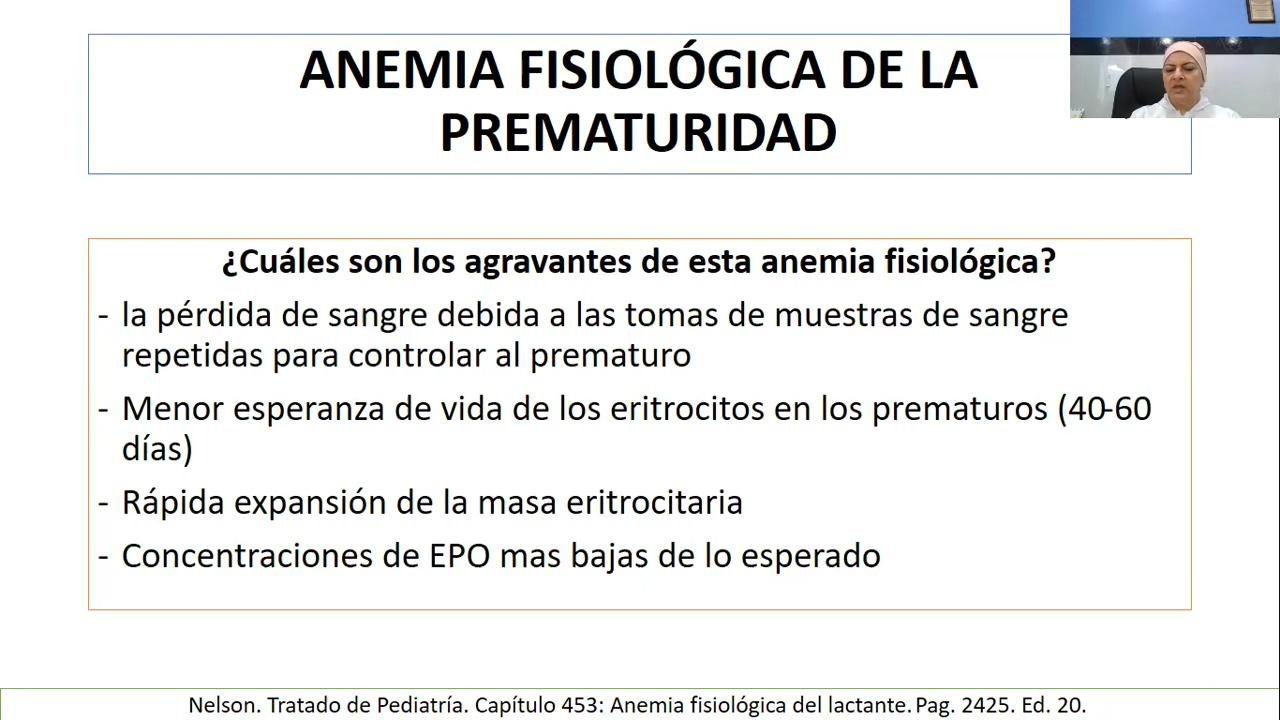 ANEMIA FISIOLÓGICA DE LA
PREMATURIDAD
¿Cuáles son los agravantes de esta anemia fisiológica?
- la pérdida de sangre debida a las tomas de muestras de sangre
repetidas para controlar al prematuro
- Menor esperanza de vida de los eritrocitos en los prematuros (40-60
días)
- Rápida expansión de la masa eritrocitaria
- Concentraciones de EPO mas bajas de lo esperado
Nelson. Tratado de Pediatría. Capítulo 453: Anemia fisiológica del lactante. Pag. 2425. Ed. 20.